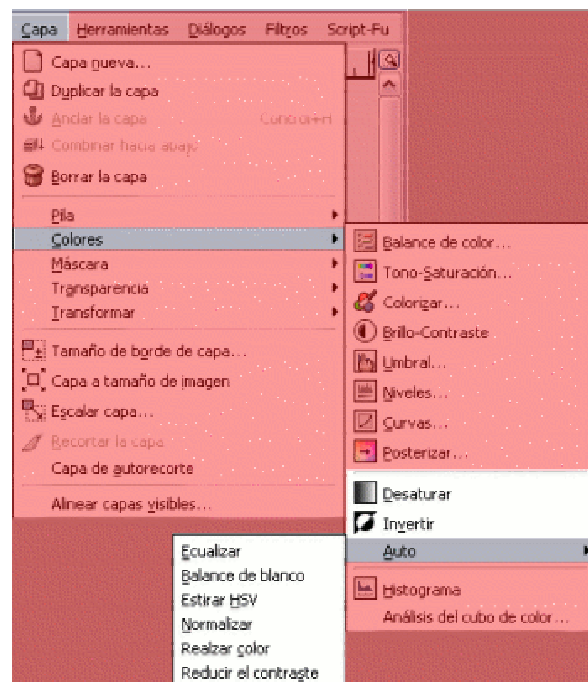 Capa Herramientas Diálogos Filtros Script-Fu
Capa nueva...
Duplicar la capa
Anclar la capa Control+H
Combinar hacia abajo
Borrar la capa
Pila
Colores
Máscara
Transparencia
Transformar
Tamaño de borde de capa...
Capa a tamaño de imagen
Escalar capa...
Recortar la capa
Capa de autorecorte
Alinear capas visibles...
Balance de color...
Tono-Saturación...
Colorizar...
Brillo-Contraste
Umbral...
Niveles...
Curvas...
Posterizar...
Desaturar
Invertir
Auto
Histograma
Análisis del cubo de color...
Ecualizar
Balance de blanco
Estirar HSV
Normalizar
Realzar color
Reducir el contraste